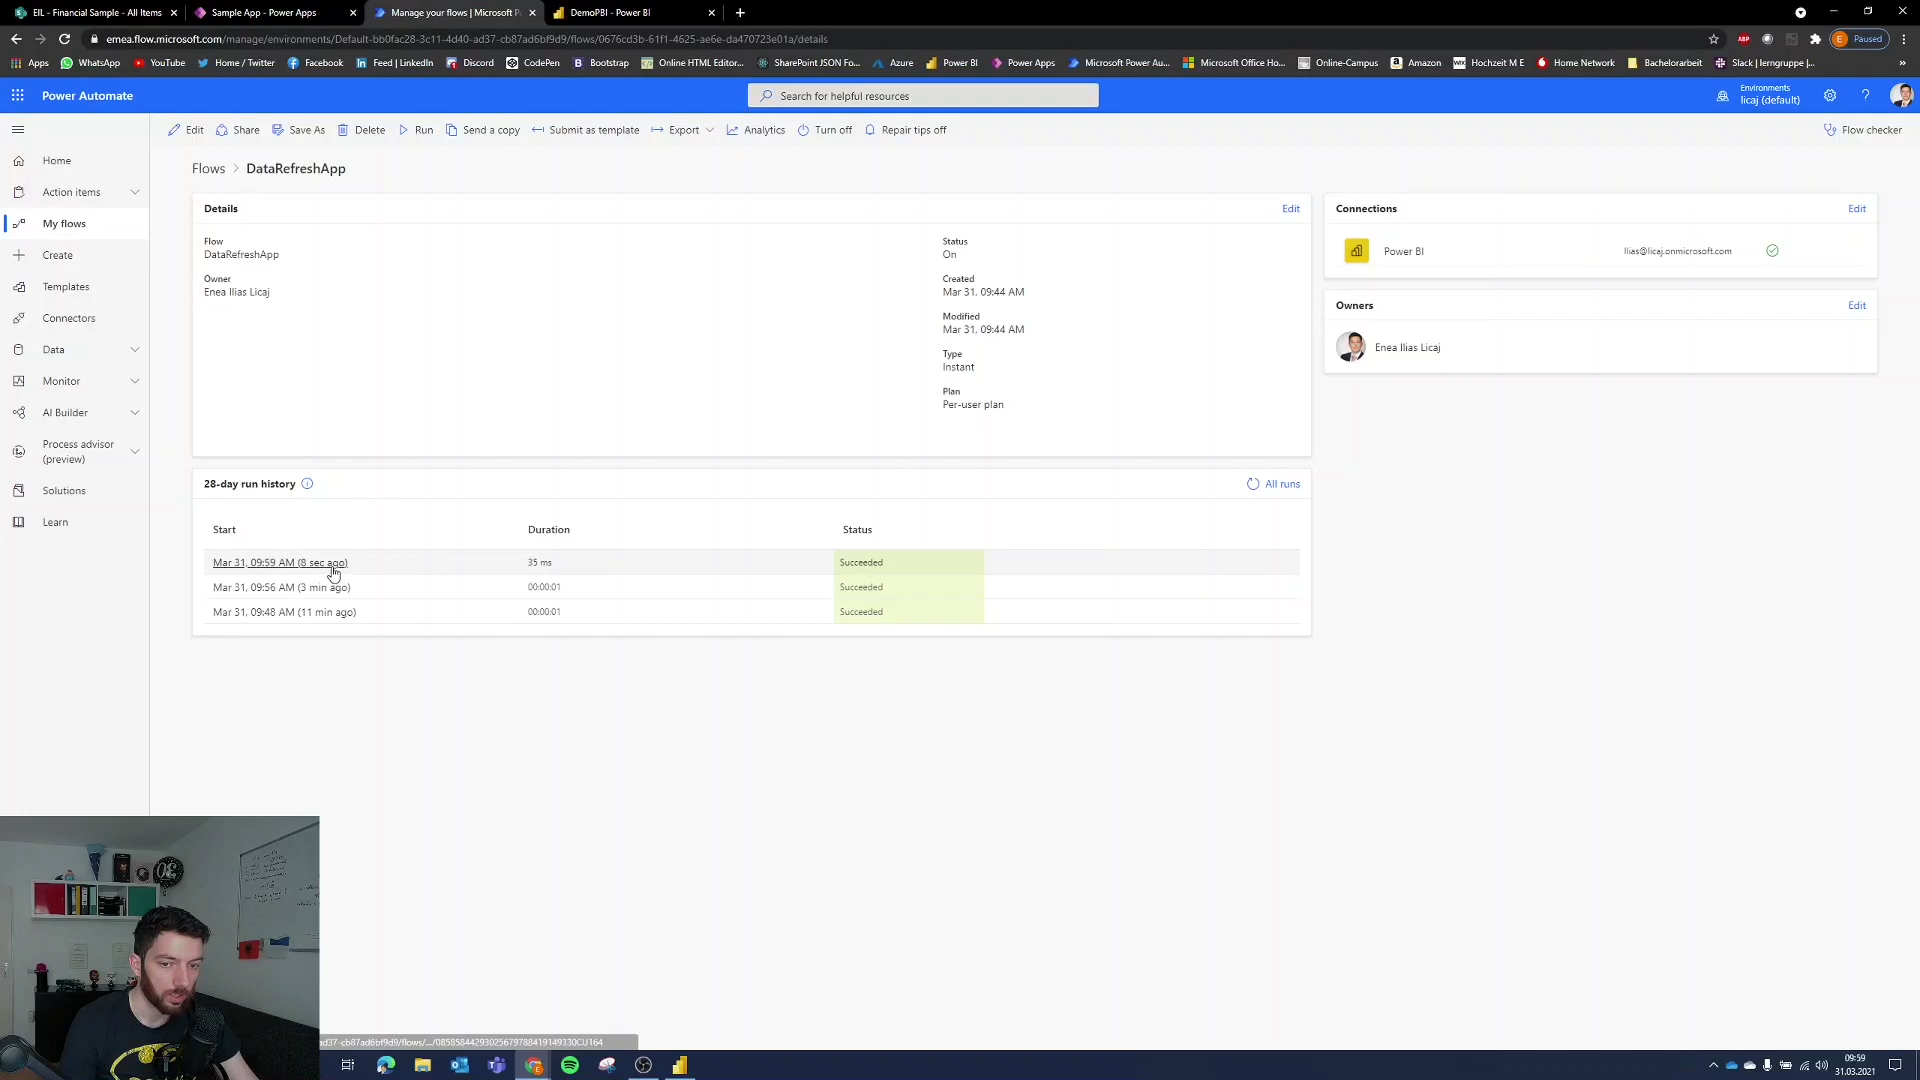 EIL - Financial Sample - All Items
Sample App - Power Apps
Manage your flows | Microsoft P
DemoPBI - Power BI
emea.flow.microsoft.com/manage/environments/Default-bb0fac28-3c11-4d40-ad37-cb87ad6bf9d9/flows/0676cd3b-61f1-4625-ae6e-da470723e01a/details
ABP
E Paused
Apps WhatsApp YouTube Home / Twitter Facebook Feed | LinkedIn Discord CodePen Bootstrap Online HTML Editor... SharePoint JSON Fo... Azure Power BI Power Apps Microsoft Power Au... Microsoft Office Ho... Online-Campus Amazon Hochzeit M E Home Network Bachelorarbeit Slack | lerngruppe |...
Power Automate
Search for helpful resources
Environments
licaj (default)
Edit Share Save As Delete Run Send a copy Submit as template Export Analytics Turn off Repair tips off Flow checker
Home
Action items
My flows
Create
Templates
Connectors
Data
Monitor
AI Builder
Process advisor
(preview)
Solutions
Learn
Flows > DataRefreshApp
Details Edit
Flow
DataRefreshApp
Owner
Enea Ilias Licaj
Status
On
Created
Mar 31, 09:44 AM
Modified
Mar 31, 09:44 AM
Type
Instant
Plan
Per-user plan
Connections Edit
Power BI Ilias@licaj.onmicrosoft.com
Owners Edit
Enea Ilias Licaj
28-day run history All runs
Start Duration Status
Mar 31, 09:59 AM (8 sec ago) 35 ms Succeeded
Mar 31, 09:56 AM (3 min ago) 00:00:01 Succeeded
Mar 31, 09:48 AM (11 min ago) 00:00:01 Succeeded
ad37-cb87ad6bf9d9/flows/.../08585844293025679788419149330CU164
09:59
31.03.2021